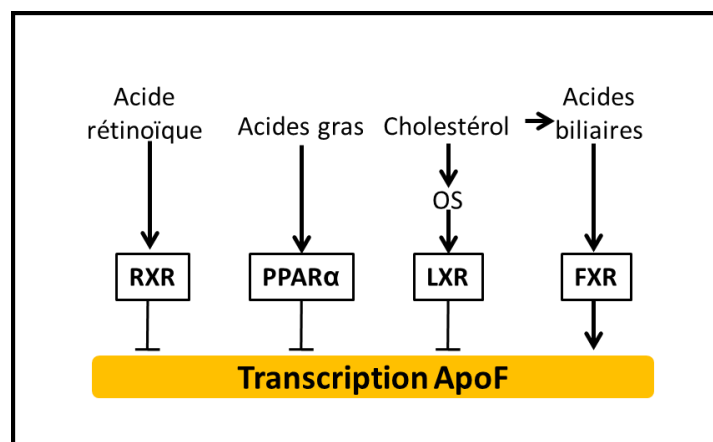 Acide
rétinoïque
Acides gras
Cholestérol
Acides
biliaires
OS
RXR
PPARα
LXR
FXR
Transcription ApoF